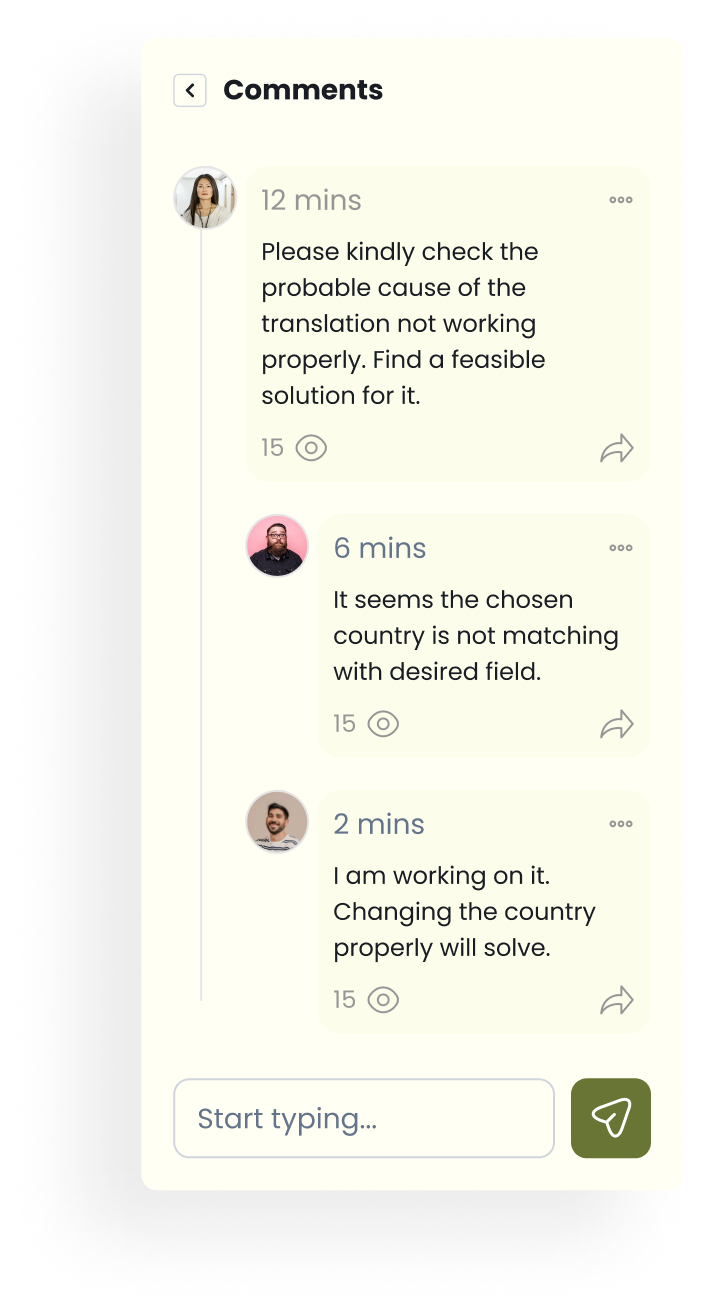 Comments
12 mins
Please kindly check the
probable cause of the
translation not working
properly. Find a feasible
solution for it.
15
6 mins
It seems the chosen
country is not matching
with desired field.
15
2 mins
I am working on it.
Changing the country
properly will solve.
15
Start typing...